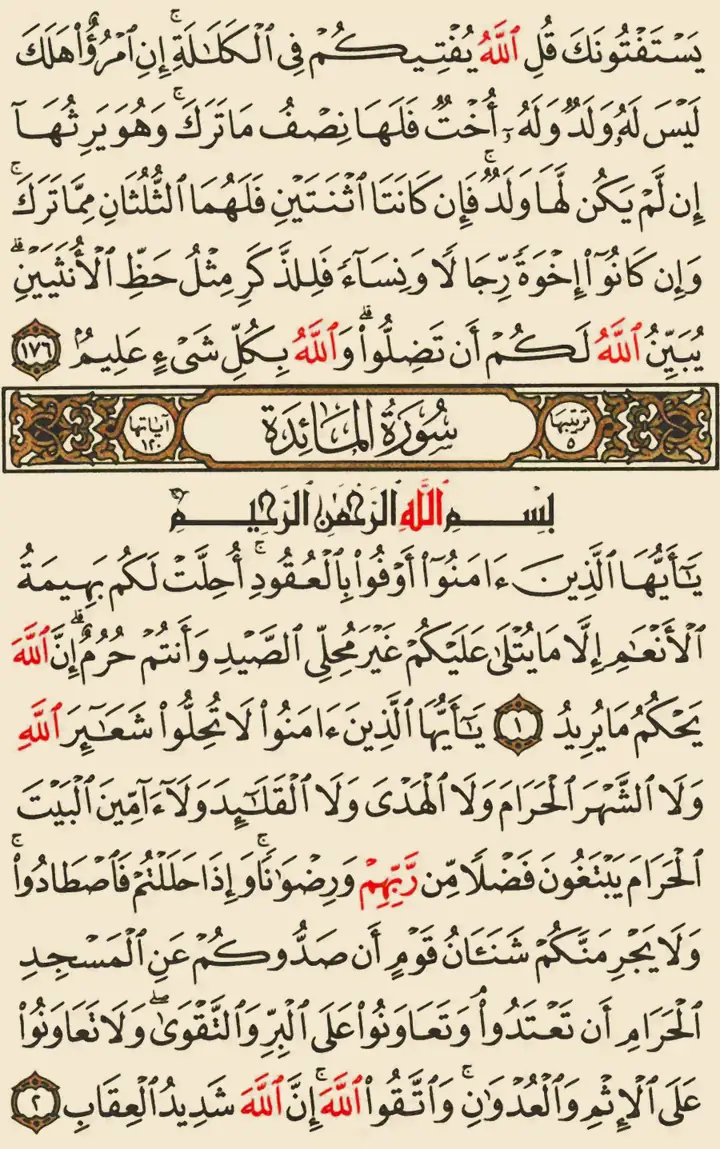 يَسْتَفْتُونَكَ قُلِ ٱللَّهُ يُفْتِيكُمْ فِى ٱلْكَلَـٰلَةِ ۚ إِنِ ٱمْرُؤٌا۟ هَلَكَ
لَيْسَ لَهُۥ وَلَدٌ وَلَهُۥٓ أُخْتٌ فَلَهَا نِصْفُ مَا تَرَكَ ۚ وَهُوَ يَرِثُهَآ
إِن لَّمْ يَكُن لَّهَا وَلَدٌ ۚ فَإِن كَانَتَا ٱثْنَتَيْنِ فَلَهُمَا ٱلثُّلُثَانِ مِمَّا تَرَكَ ۚ
وَإِن كَانُوٓا۟ إِخْوَةً رِّجَالًا وَنِسَآءً فَلِلذَّكَرِ مِثْلُ حَظِّ ٱلْأُنثَيَيْنِ ۗ
يُبَيِّنُ ٱللَّهُ لَكُمْ أَن تَضِلُّوا۟ ۗ وَٱللَّهُ بِكُلِّ شَىْءٍ عَلِيمٌۢ ١٧٦
ترتيبها ٥ سُورَةُ المَائِدَة آياتها ١٢٠
بِسْمِ ٱللَّهِ ٱلرَّحْمَـٰنِ ٱلرَّحِيمِ
يَـٰٓأَيُّهَا ٱلَّذِينَ ءَامَنُوٓا۟ أَوْفُوا۟ بِٱلْعُقُودِ ۚ أُحِلَّتْ لَكُم بَهِيمَةُ
ٱلْأَنْعَـٰمِ إِلَّا مَا يُتْلَىٰ عَلَيْكُمْ غَيْرَ مُحِلِّى ٱلصَّيْدِ وَأَنتُمْ حُرُمٌ ۗ إِنَّ ٱللَّهَ
يَحْكُمُ مَا يُرِيدُ ١ يَـٰٓأَيُّهَا ٱلَّذِينَ ءَامَنُوا۟ لَا تُحِلُّوا۟ شَعَـٰٓئِرَ ٱللَّهِ
وَلَا ٱلشَّهْرَ ٱلْحَرَامَ وَلَا ٱلْهَدْىَ وَلَا ٱلْقَلَـٰٓئِدَ وَلَآ ءَآمِّينَ ٱلْبَيْتَ
ٱلْحَرَامَ يَبْتَغُونَ فَضْلًا مِّن رَّبِّهِمْ وَرِضْوَٰنًا ۚ وَإِذَا حَلَلْتُمْ فَٱصْطَادُوا۟ ۚ
وَلَا يَجْرِمَنَّكُمْ شَنَـَٔانُ قَوْمٍ أَن صَدُّوكُمْ عَنِ ٱلْمَسْجِدِ
ٱلْحَرَامِ أَن تَعْتَدُوا۟ ۘ وَتَعَاوَنُوا۟ عَلَى ٱلْبِرِّ وَٱلتَّقْوَىٰ ۖ وَلَا تَعَاوَنُوا۟
عَلَى ٱلْإِثْمِ وَٱلْعُدْوَٰنِ ۚ وَٱتَّقُوا۟ ٱللَّهَ ۖ إِنَّ ٱللَّهَ شَدِيدُ ٱلْعِقَابِ ٢